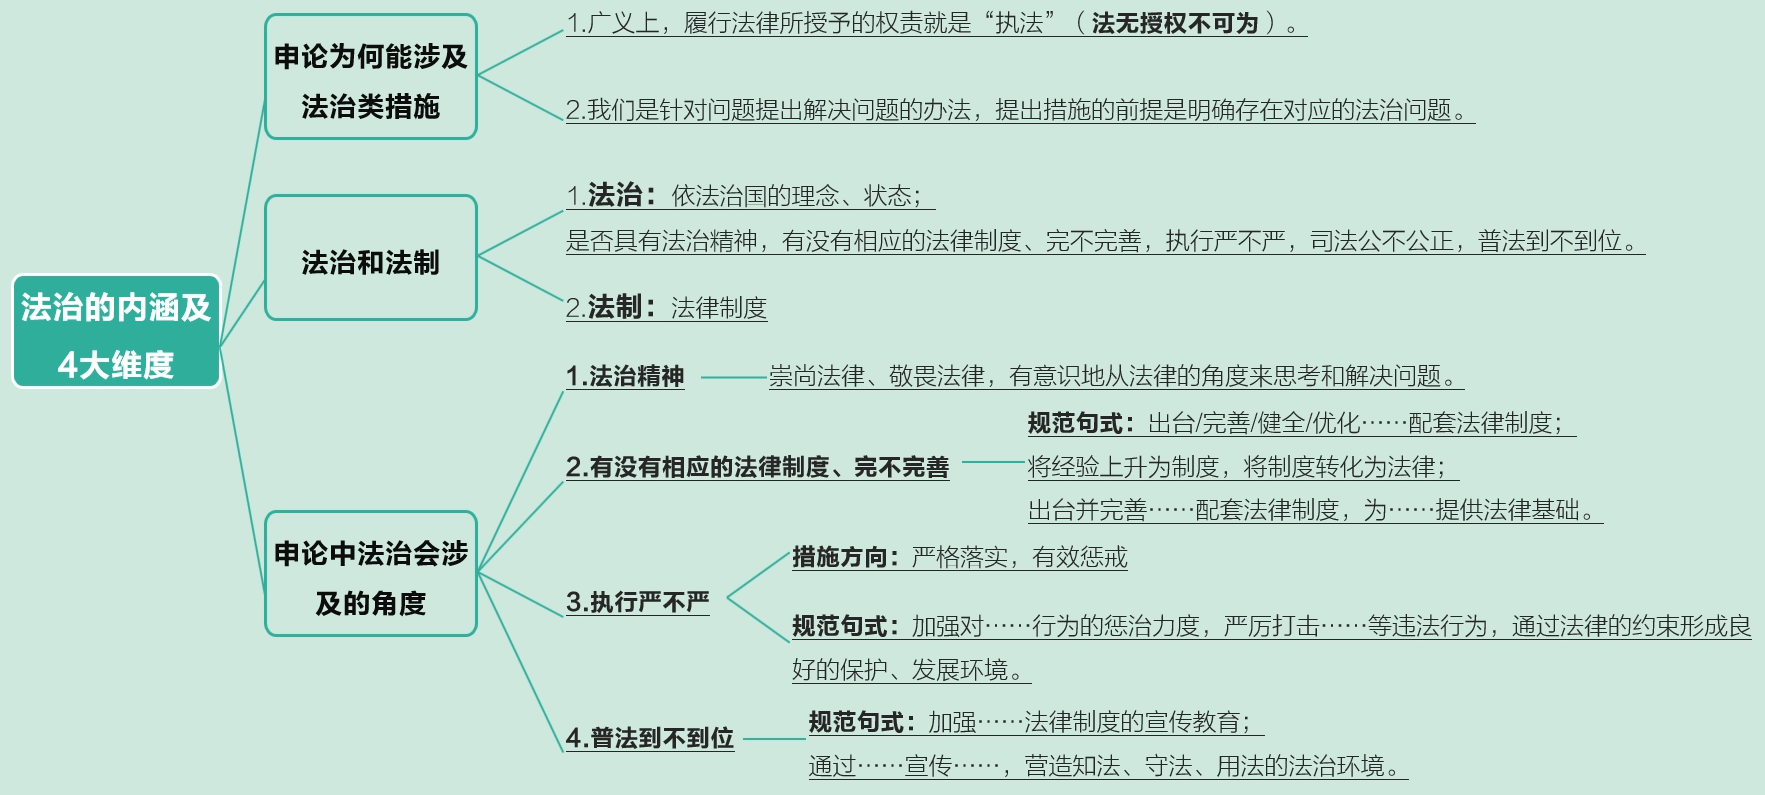 法治的内涵及
4大维度
申论为何能涉及
法治类措施
1.广义上，履行法律所授予的权责就是“执法”（法无授权不可为）。
2.我们是针对问题提出解决问题的办法，提出措施的前提是明确存在对应的法治问题。
法治和法制
1.法治：依法治国的理念、状态；
是否具有法治精神，有没有相应的法律制度、完不完善，执行严不严，司法公不公正，普法到不到位。
2.法制：法律制度
申论中法治会涉
及的角度
1.法治精神
崇尚法律、敬畏法律，有意识地从法律的角度来思考和解决问题。
2.有没有相应的法律制度、完不完善
规范句式：出台/完善/健全/优化……配套法律制度；
将经验上升为制度，将制度转化为法律；
出台并完善……配套法律制度，为……提供法律基础。
3.执行严不严
措施方向：严格落实，有效惩戒
规范句式：加强对……行为的惩治力度，严厉打击……等违法行为，通过法律的约束形成良
好的保护、发展环境。
4.普法到不到位
规范句式：加强……法律制度的宣传教育；
通过……宣传……，营造知法、守法、用法的法治环境。